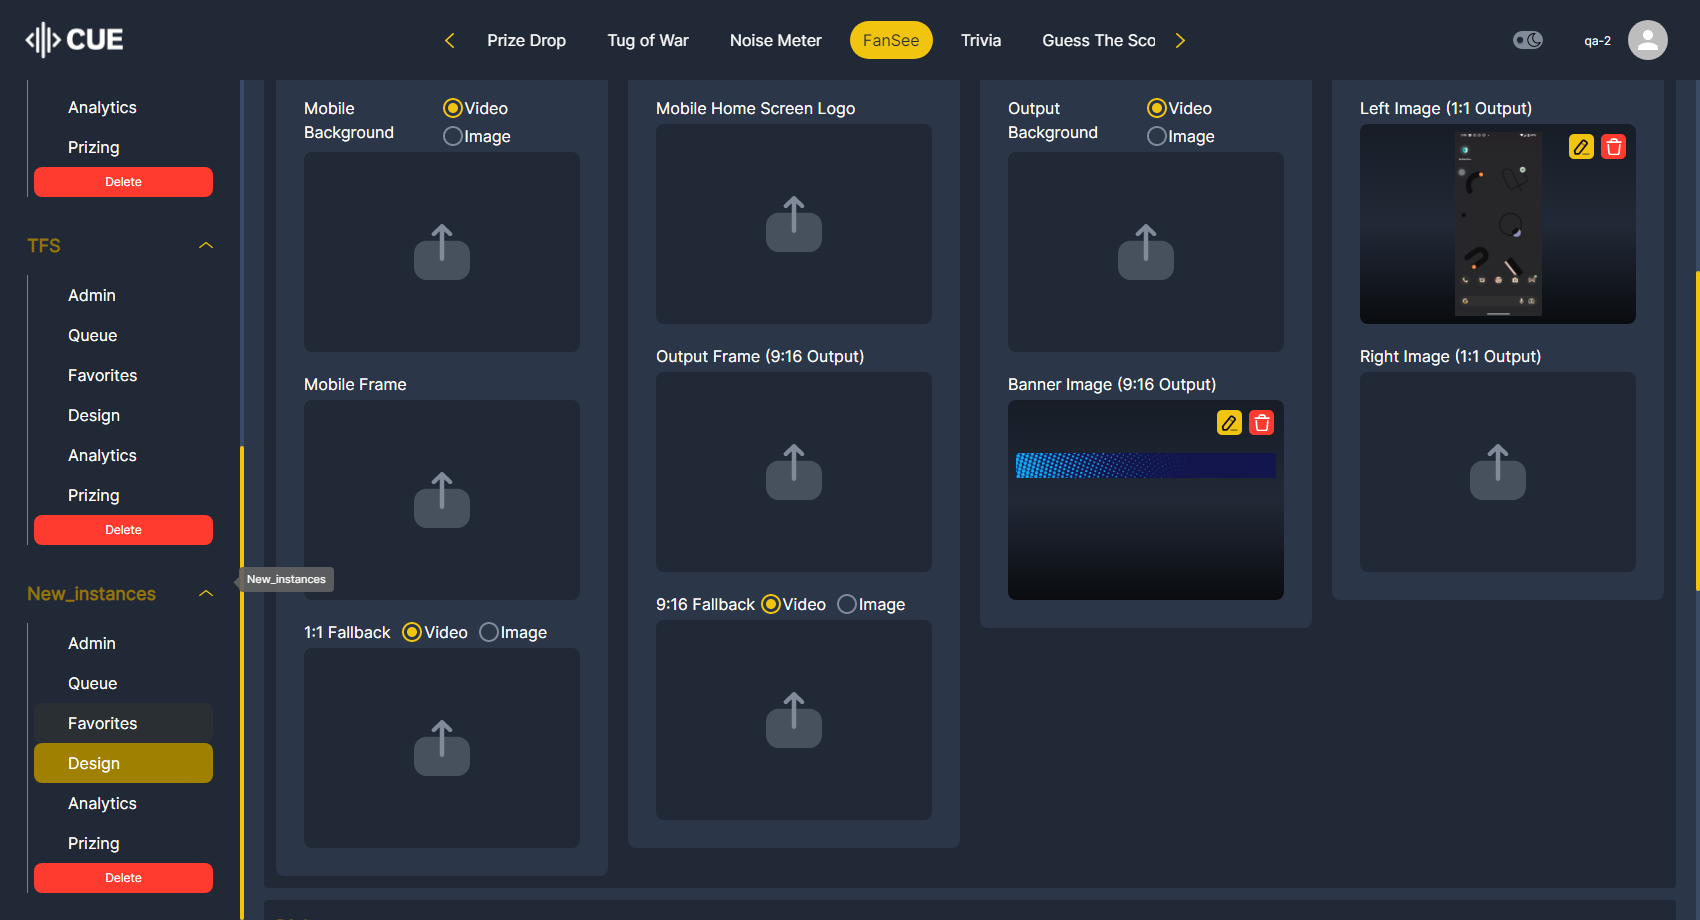 CUE
Prize Drop
Tug of War
Noise Meter
FanSee
Trivia
Guess The Sco
qa-2
Analytics
Prizing
Delete
TFS
Admin
Queue
Favorites
Design
Analytics
Prizing
Delete
New_instances
New_instances
Admin
Queue
Favorites
Design
Analytics
Prizing
Delete
Mobile
Background
Video
Image
Mobile Frame
1:1 Fallback
Video
Image
Mobile Home Screen Logo
Output Frame (9:16 Output)
9:16 Fallback
Video
Image
Output
Background
Video
Image
Banner Image (9:16 Output)
Left Image (1:1 Output)
Right Image (1:1 Output)